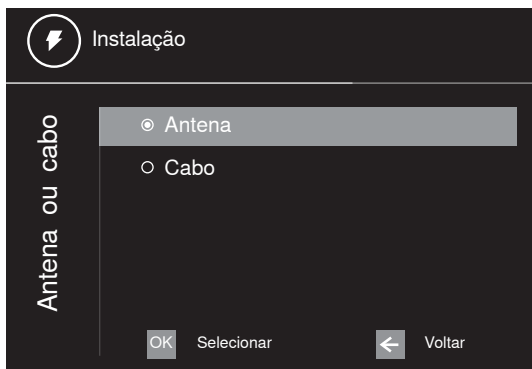 Instalação
Antena ou cabo
Antena
Cabo
OK Selecionar
Voltar